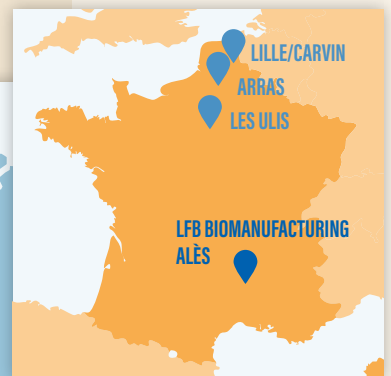 LILLE/CARVIN
ARRAS
LES ULIS
LFB BIOMANUFACTURING
ALÈS